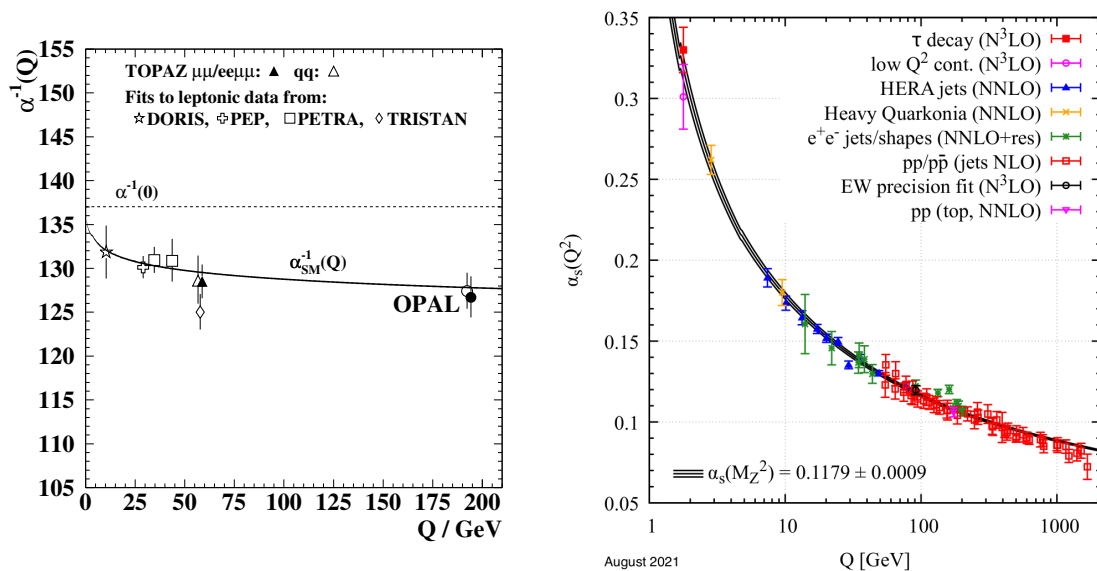 α⁻¹(Q)
155
150
145
140
135
130
125
120
115
110
105
TOPAZ μμ/eeμμ: ▲ qq: △
Fits to leptonic data from:
☆DORIS, ✚PEP, □PETRA, ◇TRISTAN
α⁻¹(0)
α⁻¹SM(Q)
OPAL
0 25 50 75 100 125 150 175 200
Q / GeV
αs(Q²)
0.35
0.3
0.25
0.2
0.15
0.1
0.05
τ decay (N³LO)
low Q² cont. (N³LO)
HERA jets (NNLO)
Heavy Quarkonia (NNLO)
e⁺e⁻ jets/shapes (NNLO+res)
pp/pp̅ (jets NLO)
EW precision fit (N³LO)
pp (top, NNLO)
αs(MZ²) = 0.1179 ± 0.0009
1 10 100 1000
August 2021
Q [GeV]